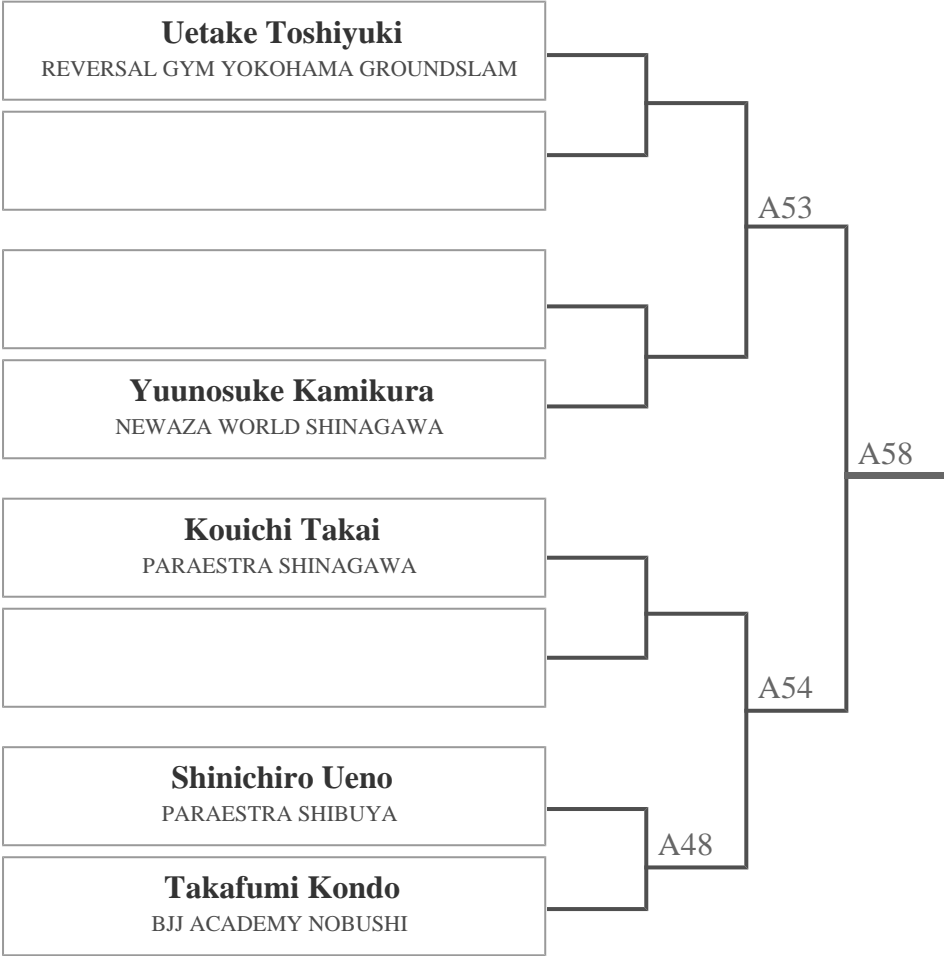 Uetake Toshiyuki
REVERSAL GYM YOKOHAMA GROUNDSLAM
A53
Yuunosuke Kamikura
NEWAZA WORLD SHINAGAWA
A58
Kouichi Takai
PARAESTRA SHINAGAWA
A54
Shinichiro Ueno
PARAESTRA SHIBUYA
A48
Takafumi Kondo
BJJ ACADEMY NOBUSHI